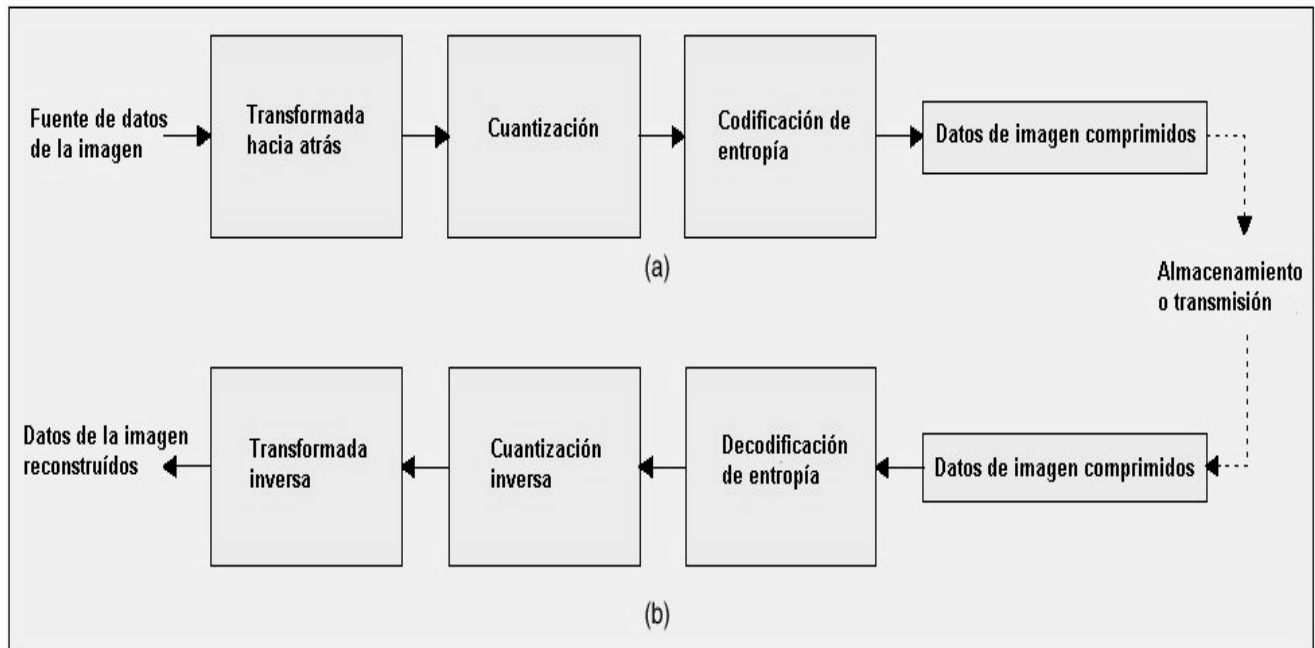 Fuente de datos
de la imagen
Transformada
hacia atrás
Cuantización
Codificación de
entropía
Datos de imagen comprimidos
(a)
Almacenamiento
o transmisión
Datos de la imagen
reconstruídos
Transformada
inversa
Cuantización
inversa
Decodificación
de entropía
Datos de imagen comprimidos
(b)